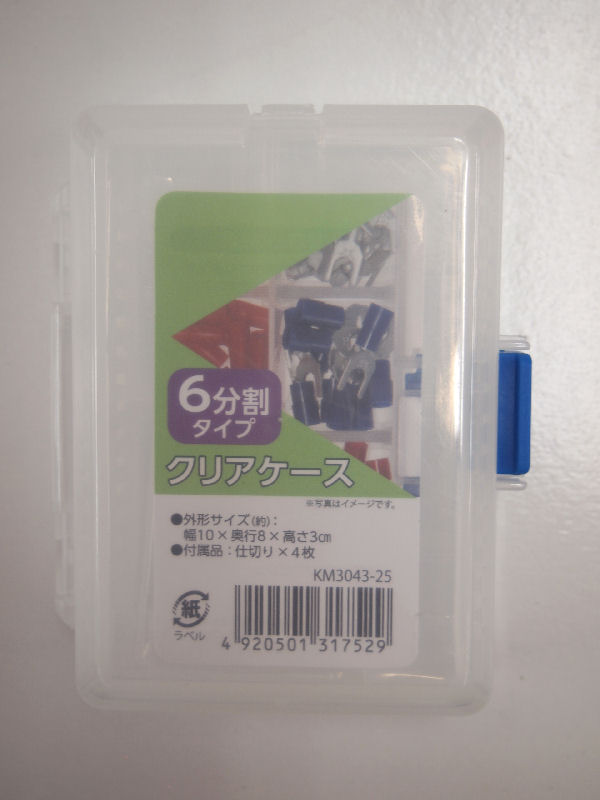 6分割
タイプ
クリアケース
※写真はイメージです。
●外形サイズ(約):
幅10×奥行8×高さ3㎝
●付属品:仕切り×4枚
KM3043-25
紙
ラベル
4 920501 317529